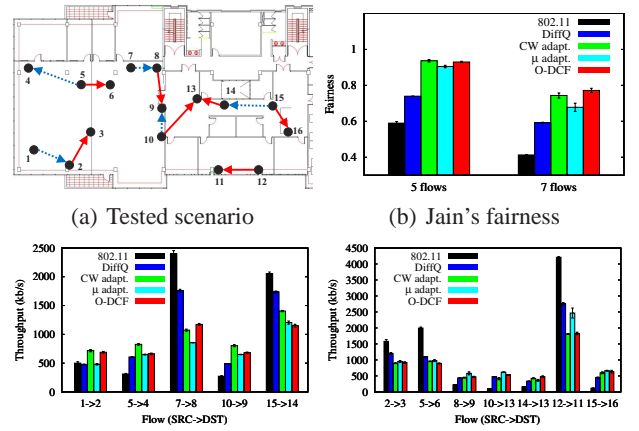 4
5
6
7
8
9
10
13
14
15
16
1
2
3
11
12
(a) Tested scenario
802.11
DiffQ
CW adapt.
μ adapt.
O-DCF
Fairness
1
0.8
0.6
0.4
5 flows
7 flows
(b) Jain's fairness
802.11
DiffQ
CW adapt.
μ adapt.
O-DCF
Throughput (kb/s)
2500
2000
1500
1000
500
0
1->2
5->4
7->8
10->9
15->14
Flow (SRC->DST)
802.11
DiffQ
CW adapt.
μ adapt.
O-DCF
Throughput (kb/s)
4500
4000
3500
3000
2500
2000
1500
1000
500
0
2->3
5->6
8->9
10->13
14->13
12->11
15->16
Flow (SRC->DST)